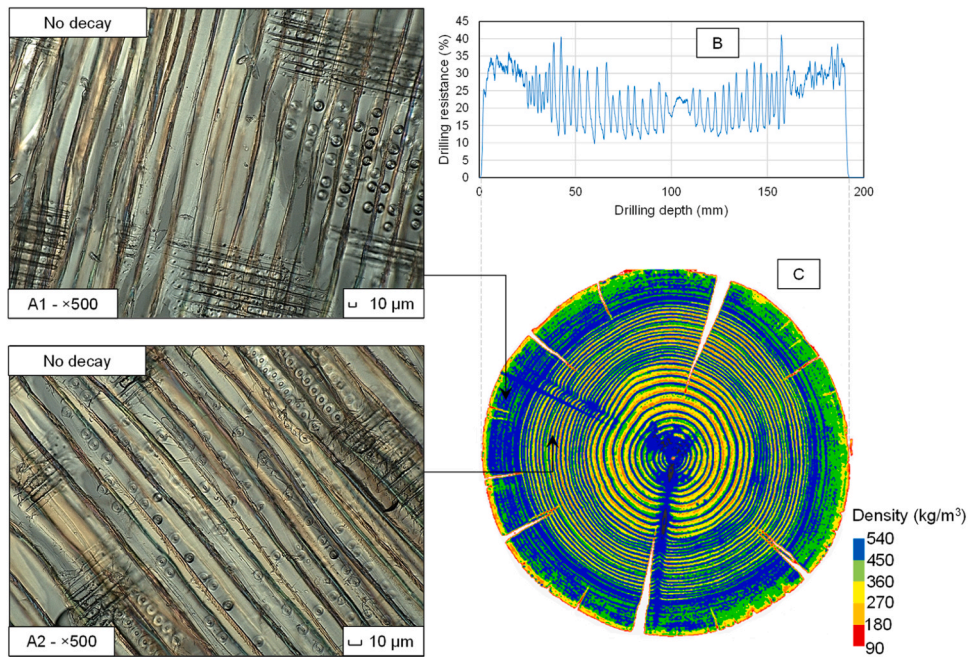 No decay
A1 - ×500
10 µm
No decay
A2 - ×500
10 µm
B
Drilling resistance (%)
45
40
35
30
25
20
15
10
5
0
0
50
100
150
200
Drilling depth (mm)
C
Density (kg/m³)
540
450
360
270
180
90